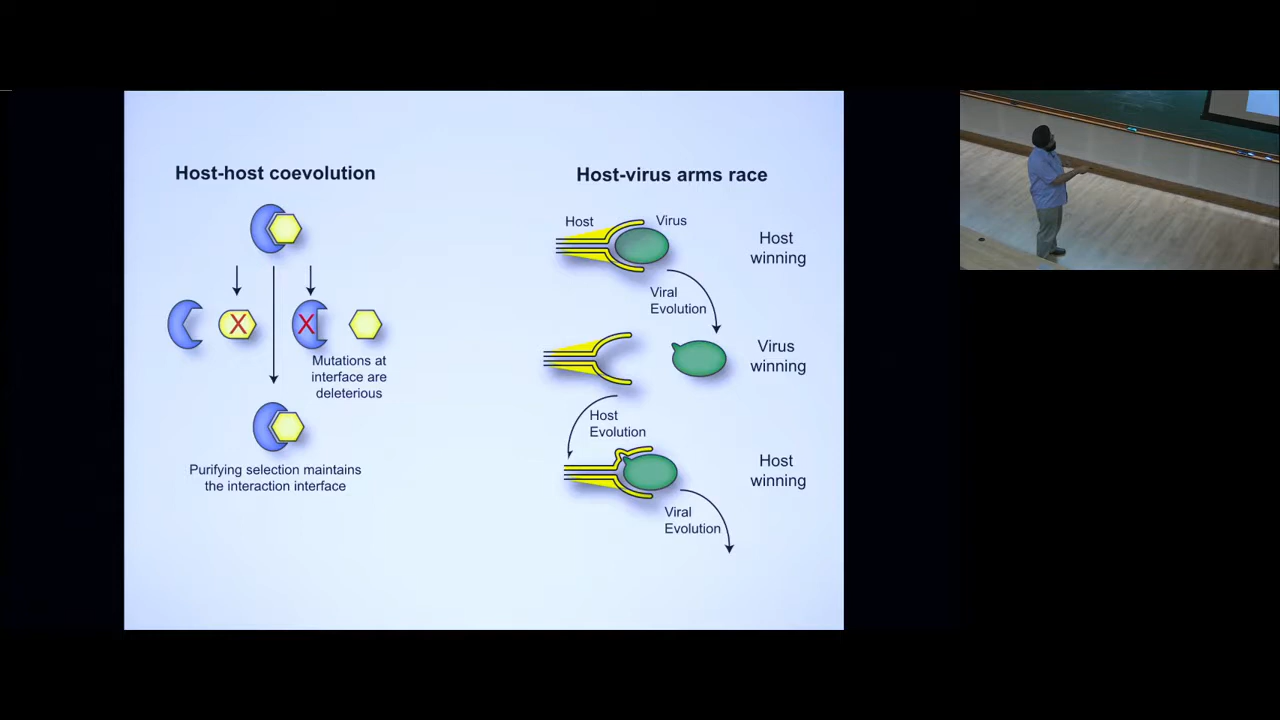 Host-host coevolution
X
X
Mutations at
interface are
deleterious
Purifying selection maintains
the interaction interface
Host-virus arms race
Host
Virus
Host
winning
Viral
Evolution
Virus
winning
Host
Evolution
Host
winning
Viral
Evolution